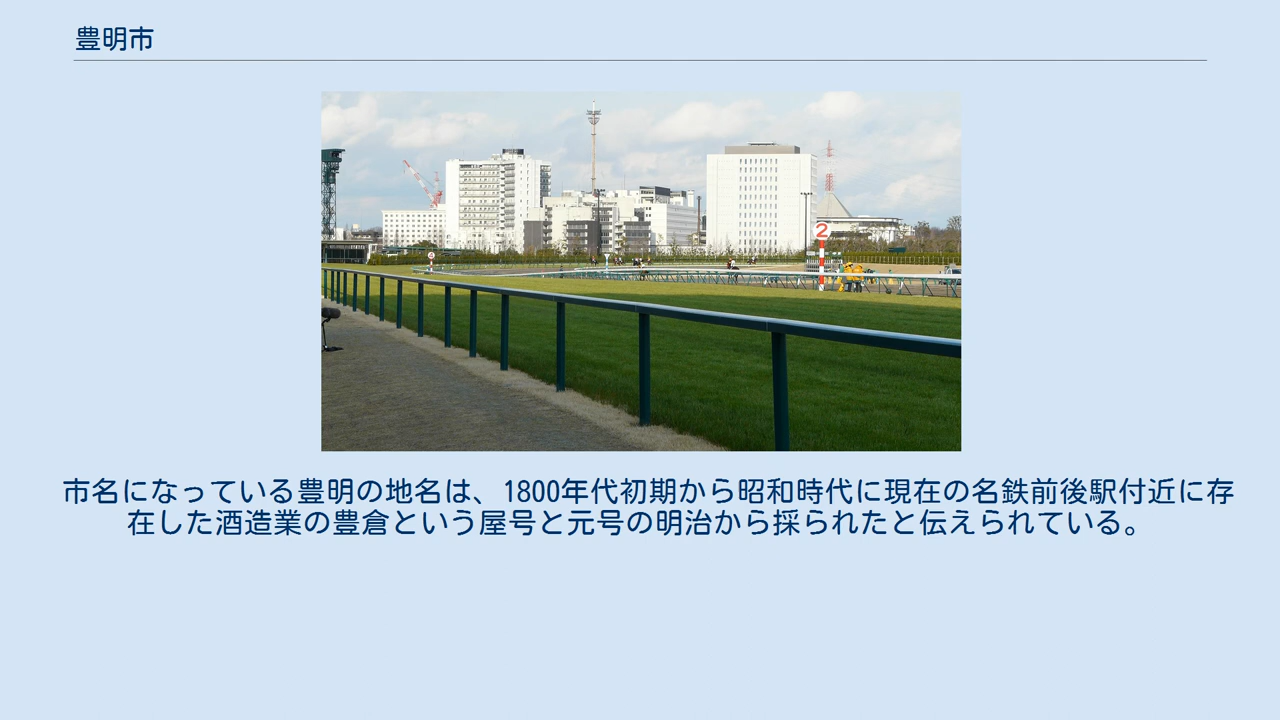 豊明市
2
市名になっている豊明の地名は、1800年代初期から昭和時代に現在の名鉄前後駅付近に存
在した酒造業の豊倉という屋号と元号の明治から採られたと伝えられている。